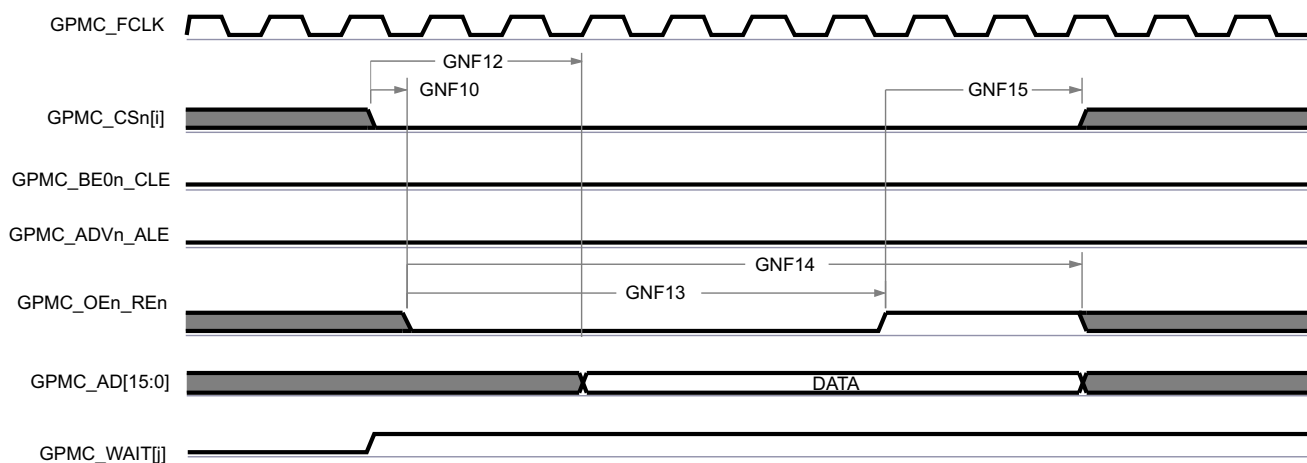 GPMC_FCLK
GNF12
GNF10
GNF15
GPMC_CSn[i]
GPMC_BE0n_CLE
GPMC_ADVn_ALE
GNF14
GNF13
GPMC_OEn_REn
GPMC_AD[15:0]
DATA
GPMC_WAIT[j]